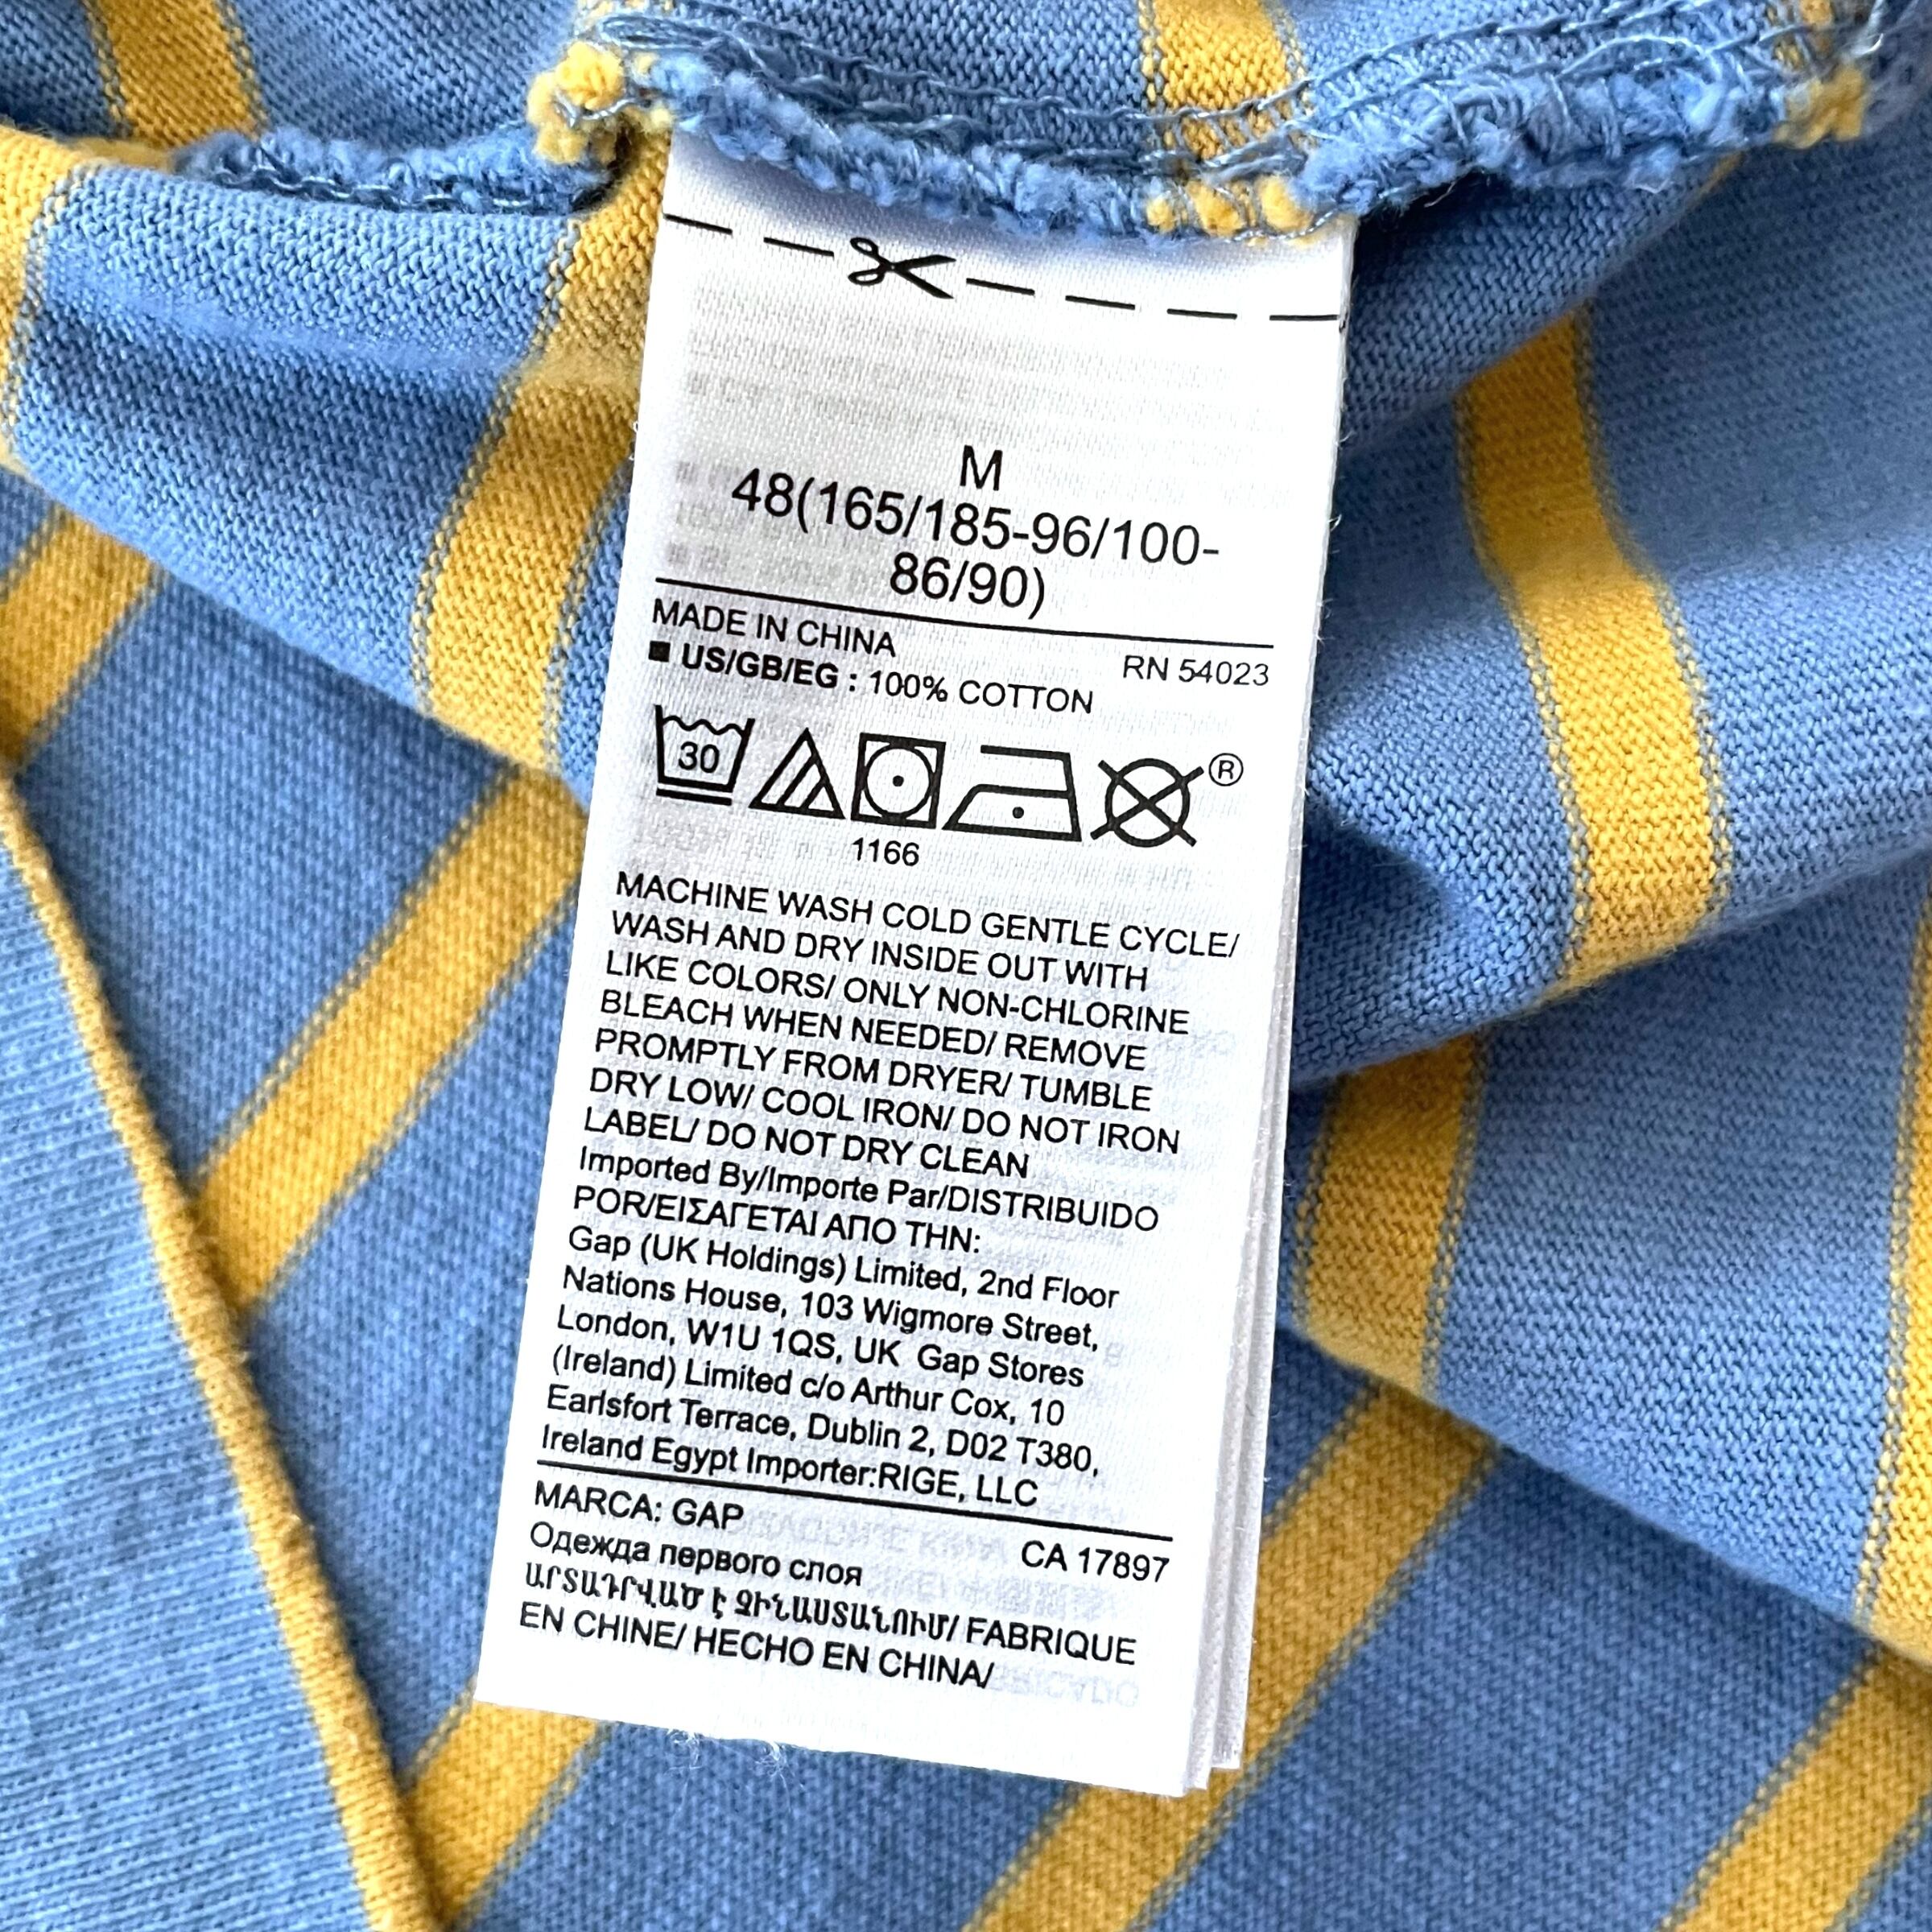 M
48(165/185-96/100-
86/90)
MADE IN CHINA
RN 54023
■ US/GB/EG : 100% COTTON
30
®
1166
MACHINE WASH COLD GENTLE CYCLE/
WASH AND DRY INSIDE OUT WITH
LIKE COLORS/ ONLY NON-CHLORINE
BLEACH WHEN NEEDED/ REMOVE
PROMPTLY FROM DRYER/ TUMBLE
DRY LOW/ COOL IRON/ DO NOT IRON
LABEL/ DO NOT DRY CLEAN
Imported By/Importe Par/DISTRIBUIDO
POR/ΕΙΣΑΓΕΤΑΙ ΑΠΟ ΤΗΝ:
Gap (UK Holdings) Limited, 2nd Floor
Nations House, 103 Wigmore Street,
London, W1U 1QS, UK Gap Stores
(Ireland) Limited c/o Arthur Cox, 10
Earlsfort Terrace, Dublin 2, D02 T380,
Ireland Egypt Importer:RIGE, LLC
MARCA: GAP
CA 17897
Одежда первого слоя
ԱՐՏԱԴՐՎԱԾ Է ՉԻՆԱՍՏԱՆՈՒՄ/ FABRIQUE
EN CHINE/ HECHO EN CHINA/